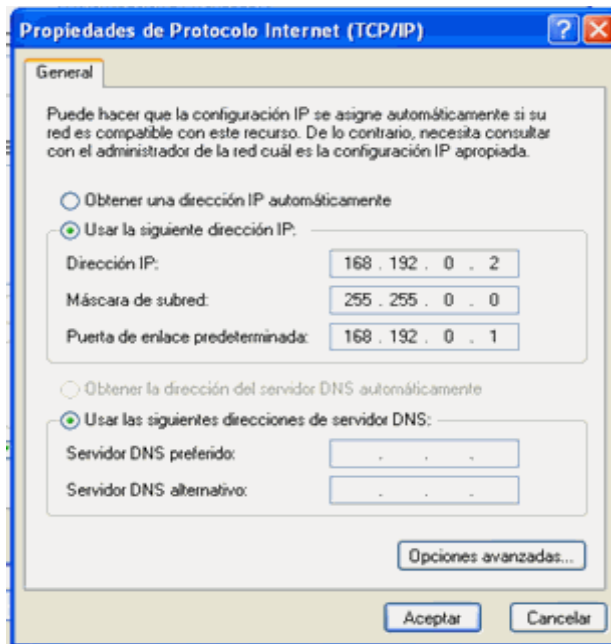 Propiedades de Protocolo Internet (TCP/IP)
General
Puede hacer que la configuración IP se asigne automáticamente si su
red es compatible con este recurso. De lo contrario, necesita consultar
con el administrador de la red cuál es la configuración IP apropiada.
Obtener una dirección IP automáticamente
Usar la siguiente dirección IP:
Dirección IP: 168 . 192 . 0 . 2
Máscara de subred: 255 . 255 . 0 . 0
Puerta de enlace predeterminada: 168 . 192 . 0 . 1
Obtener la dirección del servidor DNS automáticamente
Usar las siguientes direcciones de servidor DNS:
Servidor DNS preferido: . . .
Servidor DNS alternativo: . . .
Opciones avanzadas...
Aceptar Cancelar